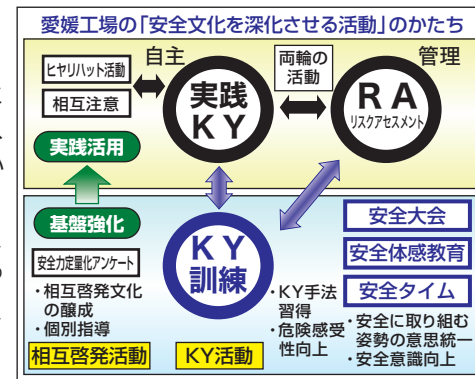 愛媛工場の「安全文化を深化させる活動」のかたち
自主
両輪の
活動
管理
ヒヤリハット活動
相互注意
実践
KY
RA
リスクアセスメント
実践活用
基盤強化
安全力定量化アンケート
・相互啓発文化
の醸成
・個別指導
相互啓発活動
KY
訓練
KY活動
・KY手法
習得
・危険感受
性向上
安全大会
安全体感教育
安全タイム
・安全に取り組む
姿勢の意思統一
・安全意識向上